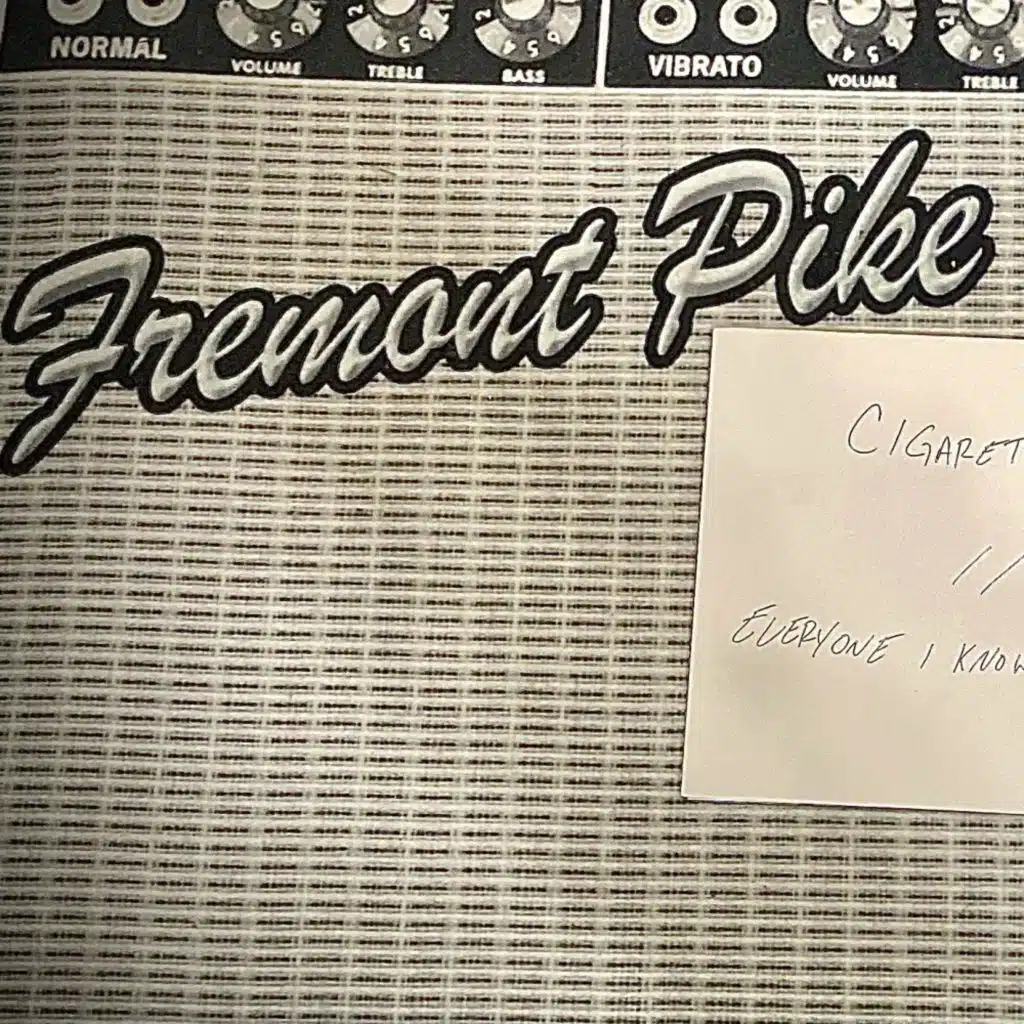 NORMAL VOLUME TREBLE BASS VIBRATO VOLUME TREBLE
Fremont Pike
CIGARET
//
EVERYONE I KNOW